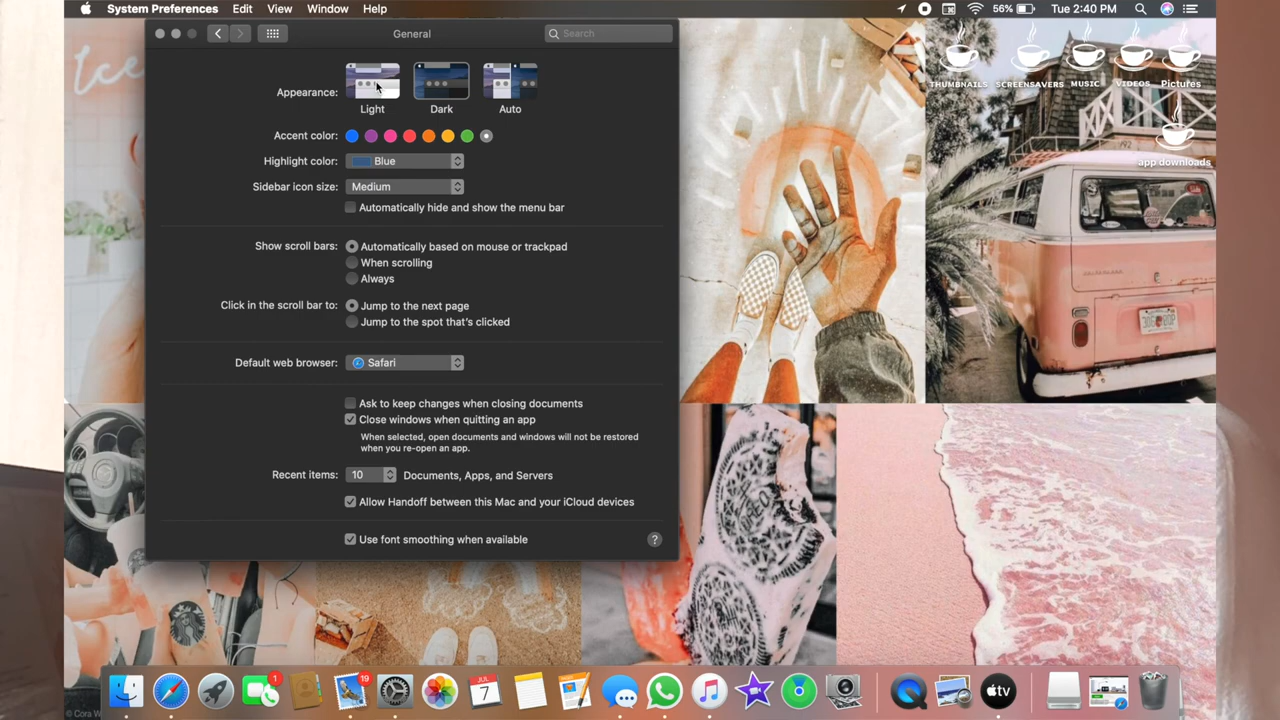 System Preferences Edit View Window Help
56% Tue 2:40 PM
General
Search
Appearance:
Light Dark Auto
Accent color:
Highlight color: Blue
Sidebar icon size: Medium
Automatically hide and show the menu bar
Show scroll bars: Automatically based on mouse or trackpad
When scrolling
Always
Click in the scroll bar to: Jump to the next page
Jump to the spot that's clicked
Default web browser: Safari
Ask to keep changes when closing documents
Close windows when quitting an app
When selected, open documents and windows will not be restored
when you re-open an app.
Recent items: 10 Documents, Apps, and Servers
Allow Handoff between this Mac and your iCloud devices
Use font smoothing when available ?
THUMBNAILS SCREENSAVERS MUSIC VIDEOS Pictures
app downloads
Ice
1
19
JUL
7
tv
© Cora W